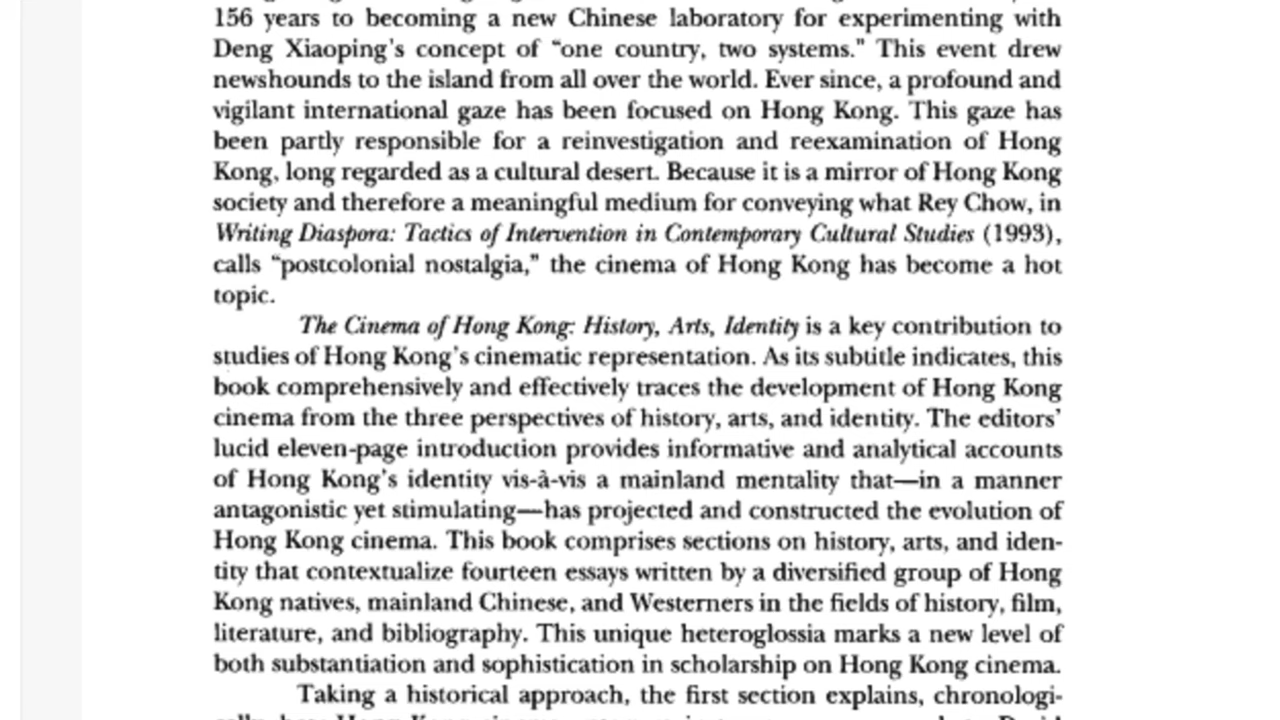 156 years to becoming a new Chinese laboratory for experimenting with
Deng Xiaoping's concept of “one country, two systems." This event drew
newshounds to the island from all over the world. Ever since, a profound and
vigilant international gaze has been focused on Hong Kong. This gaze has
been partly responsible for a reinvestigation and reexamination of Hong
Kong, long regarded as a cultural desert. Because it is a mirror of Hong Kong
society and therefore a meaningful medium for conveying what Rey Chow, in
Writing Diaspora: Tactics of Intervention in Contemporary Cultural Studies (1993),
calls “postcolonial nostalgia,” the cinema of Hong Kong has become a hot
topic.
The Cinema of Hong Kong: History, Arts, Identity is a key contribution to
studies of Hong Kong's cinematic representation. As its subtitle indicates, this
book comprehensively and effectively traces the development of Hong Kong
cinema from the three perspectives of history, arts, and identity. The editors'
lucid eleven-page introduction provides informative and analytical accounts
of Hong Kong's identity vis-à-vis a mainland mentality that—in a manner
antagonistic yet stimulating—has projected and constructed the evolution of
Hong Kong cinema. This book comprises sections on history, arts, and iden-
tity that contextualize fourteen essays written by a diversified group of Hong
Kong natives, mainland Chinese, and Westerners in the fields of history, film,
literature, and bibliography. This unique heteroglossia marks a new level of
both substantiation and sophistication in scholarship on Hong Kong cinema.
Taking a historical approach, the first section explains, chronologi-